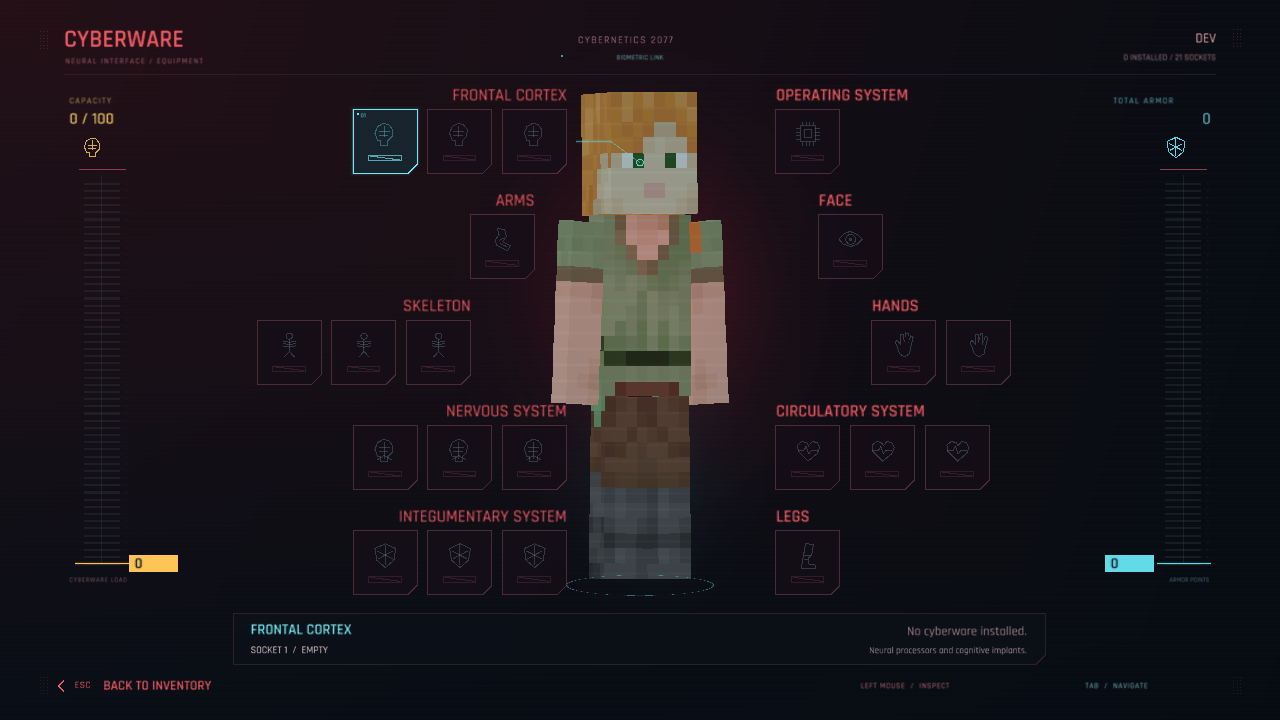 CYBERWARE
NEURAL INTERFACE / EQUIPMENT
CYBERNETICS 2077
BIOMETRIC LINK
DEV
0 INSTALLED / 21 SOCKETS
CAPACITY
0 / 100
TOTAL ARMOR
0
FRONTAL CORTEX
OPERATING SYSTEM
ARMS
FACE
SKELETON
HANDS
NERVOUS SYSTEM
CIRCULATORY SYSTEM
INTEGUMENTARY SYSTEM
LEGS
0
CYBERWARE LOAD
0
ARMOR POINTS
FRONTAL CORTEX
SOCKET 1 / EMPTY
No cyberware installed.
Neural processors and cognitive implants.
ESC BACK TO INVENTORY
LEFT MOUSE / INSPECT
TAB / NAVIGATE